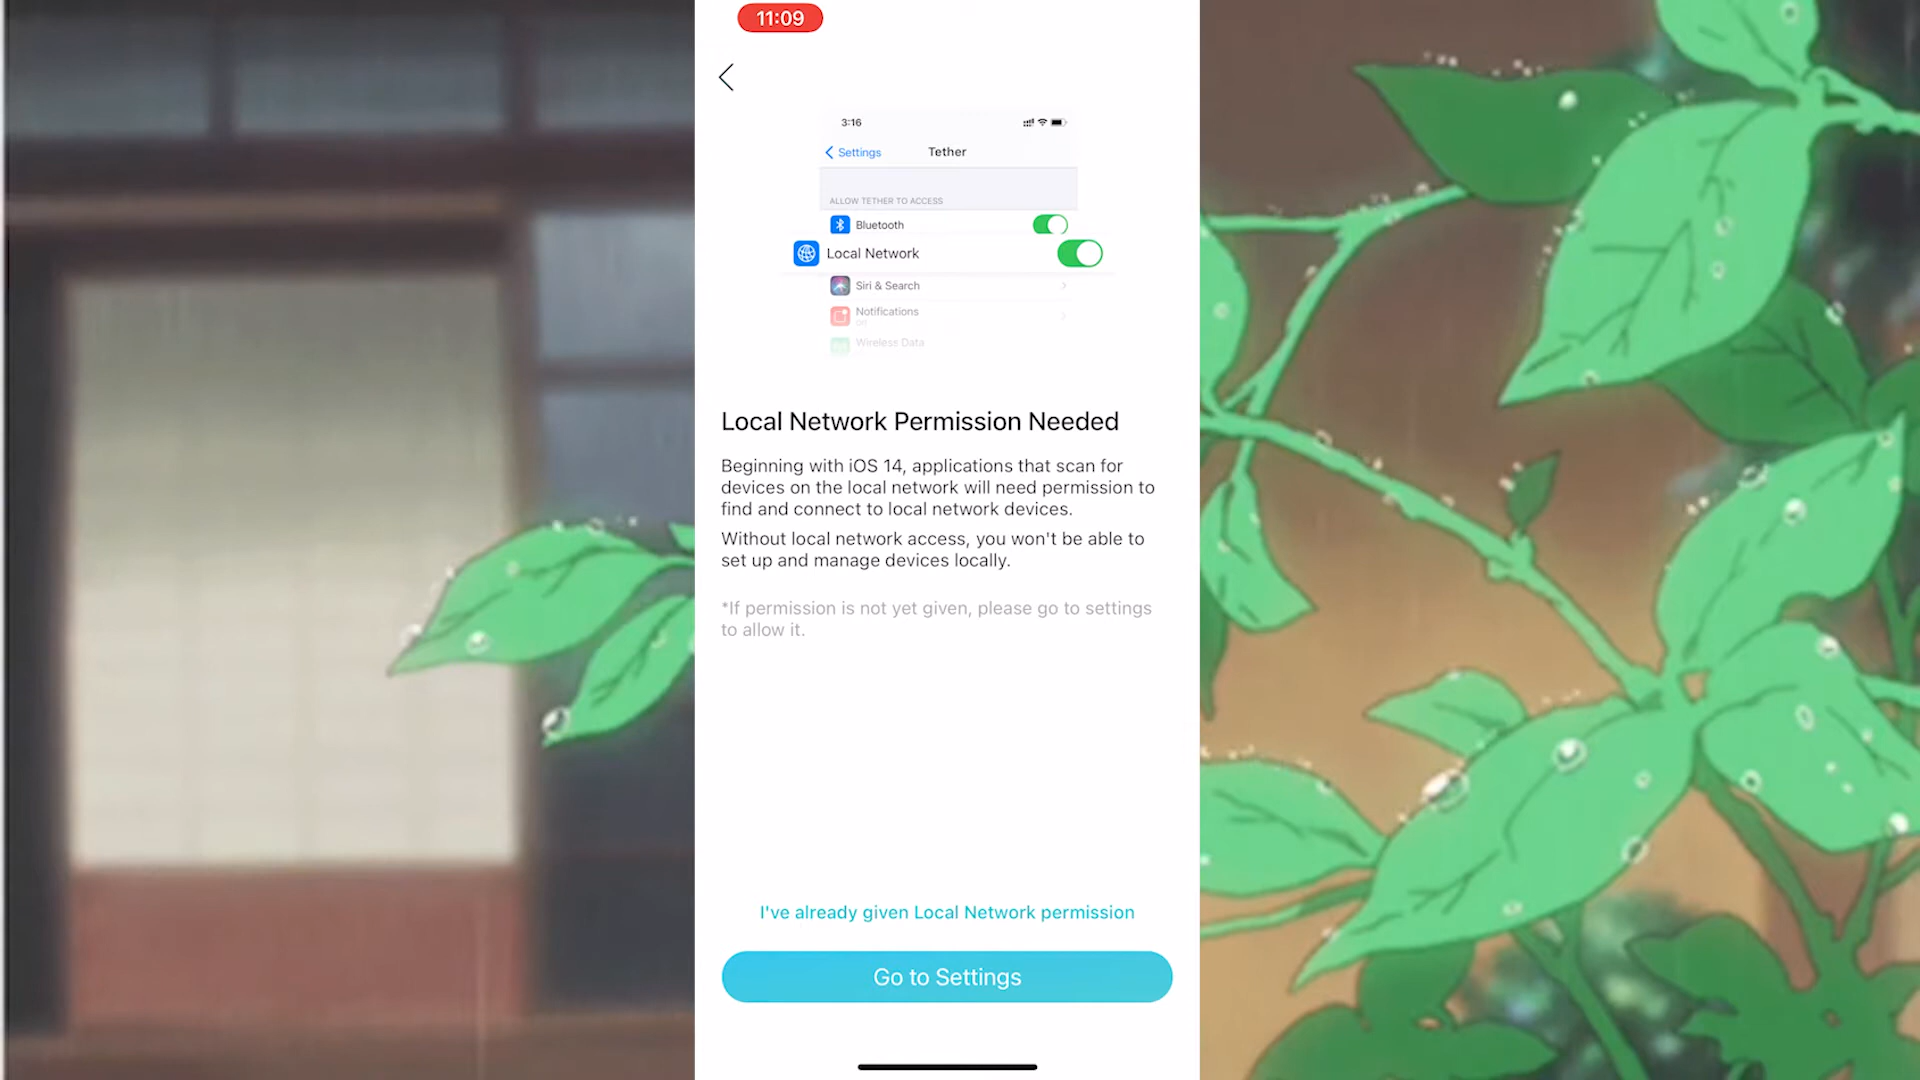 11:09
3:16
Settings
Tether
ALLOW TETHER TO ACCESS
Bluetooth
Local Network
Siri & Search
Notifications
Off
Wireless Data
Local Network Permission Needed
Beginning with iOS 14, applications that scan for
devices on the local network will need permission to
find and connect to local network devices.
Without local network access, you won't be able to
set up and manage devices locally.
*If permission is not yet given, please go to settings
to allow it.
I've already given Local Network permission
Go to Settings